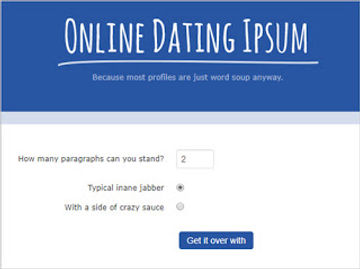 ONLINE DATING IPSUM
Because most profiles are just word soup anyway.
How many paragraphs can you stand? 2
Typical inane jabber
With a side of crazy sauce
Get it over with